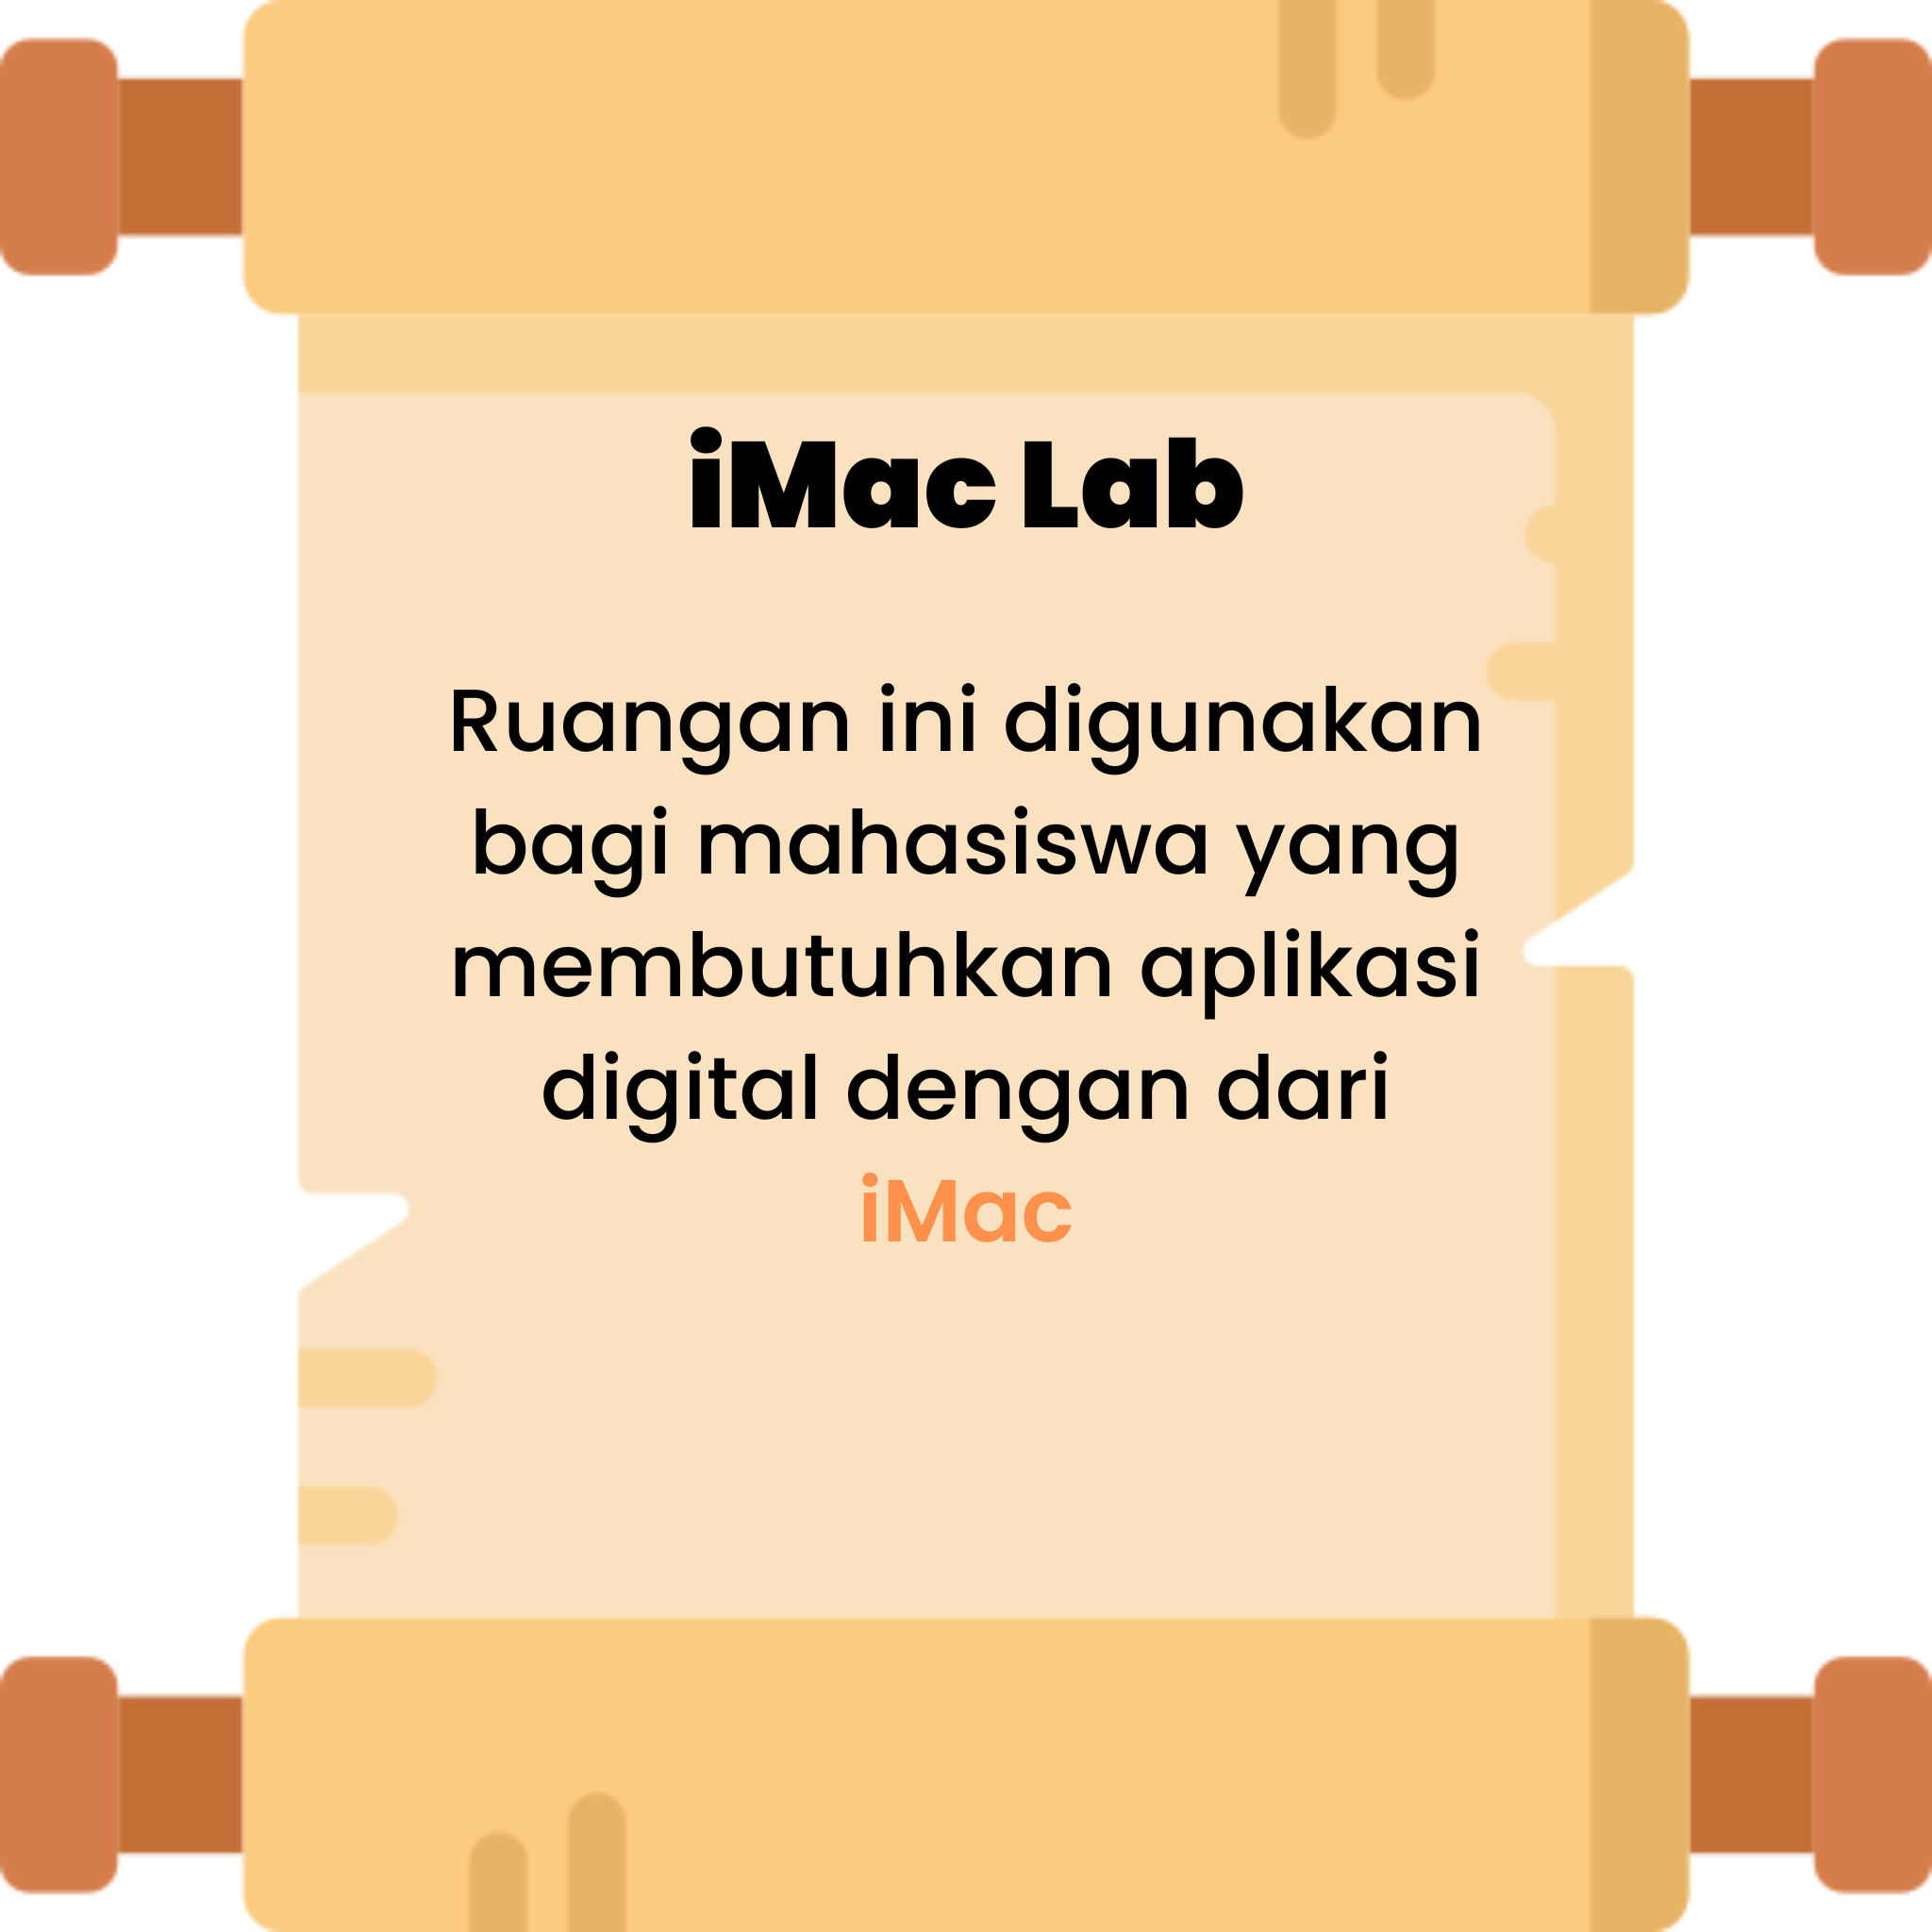 iMac Lab
Ruangan ini digunakan
bagi mahasiswa yang
membutuhkan aplikasi
digital dengan dari
iMac